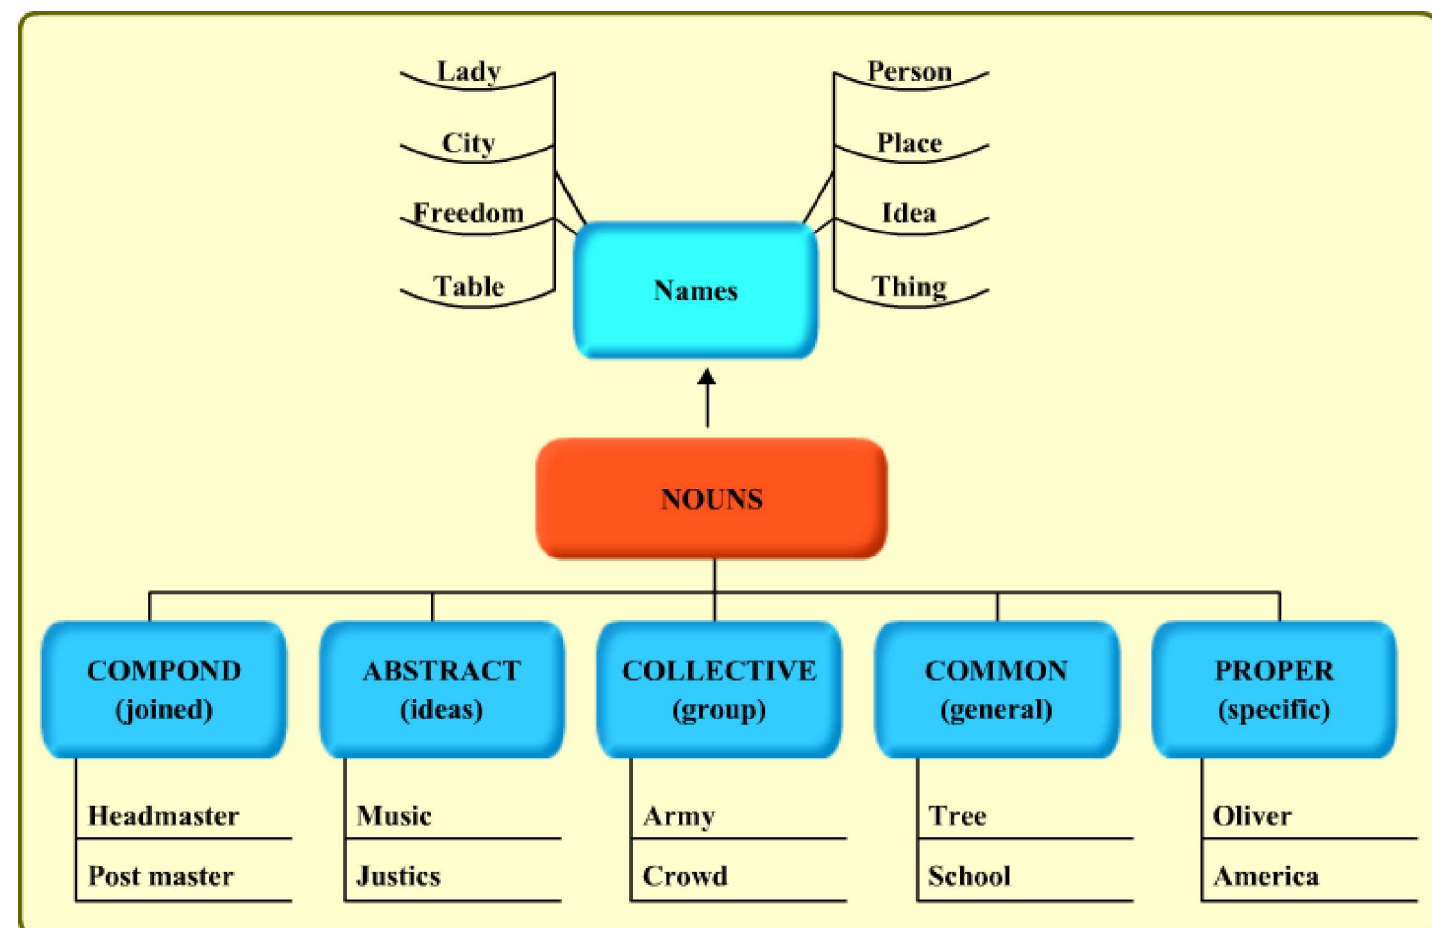 Lady
City
Freedom
Table
Person
Place
Idea
Thing
Names
NOUNS
COMPOND
(joined)
Headmaster
Post master
ABSTRACT
(ideas)
Music
Justics
COLLECTIVE
(group)
Army
Crowd
COMMON
(general)
Tree
School
PROPER
(specific)
Oliver
America